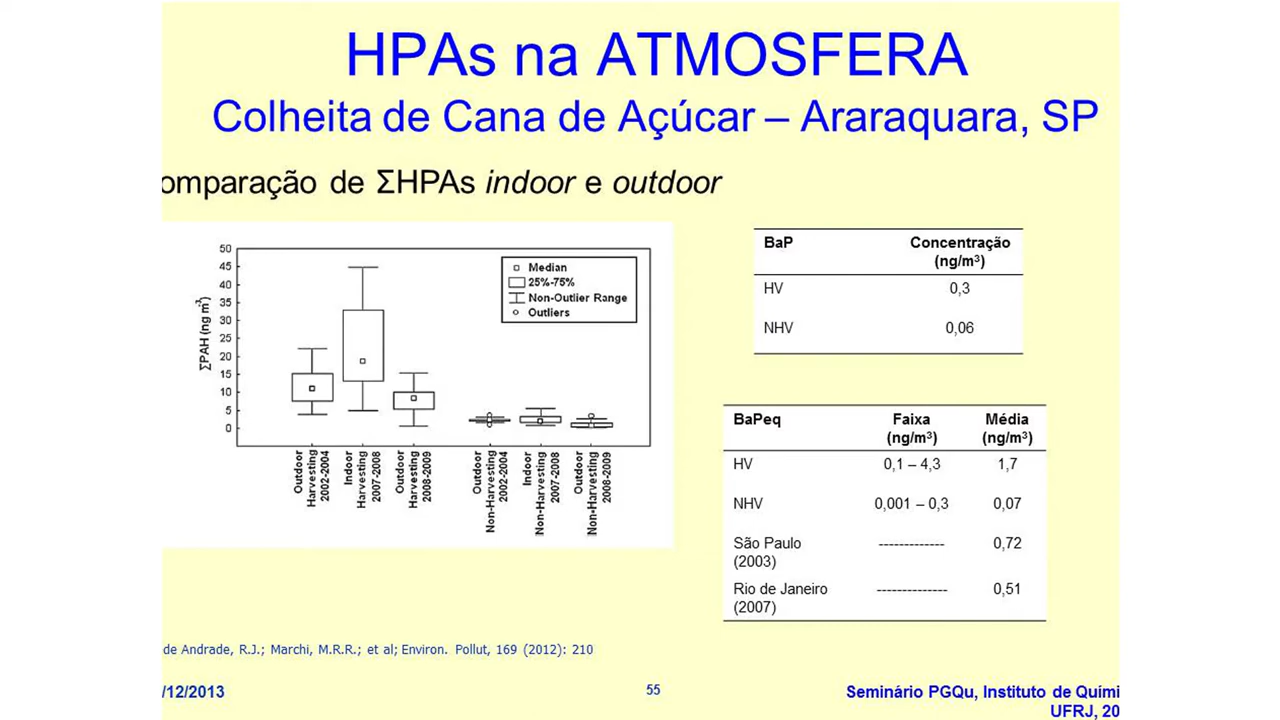 HPAs na ATMOSFERA
Colheita de Cana de Açúcar – Araraquara, SP
omparação de ΣHPAs indoor e outdoor
50
45
40
35
30
25
20
15
10
5
0
ΣPAH (ng m-3)
Median
25%-75%
Non-Outlier Range
Outliers
Outdoor
Harvesting
2002-2004
Indoor
Harvesting
2007-2008
Outdoor
Harvesting
2008-2009
Outdoor
Non-Harvesting
2002-2004
Indoor
Non-Harvesting
2007-2008
Outdoor
Non-Harvesting
2008-2009
BaP Concentração
(ng/m³)
HV 0,3
NHV 0,06
BaPeq Faixa Média
(ng/m³) (ng/m³)
HV 0,1 – 4,3 1,7
NHV 0,001 – 0,3 0,07
São Paulo ------------- 0,72
(2003)
Rio de Janeiro -------------- 0,51
(2007)
de Andrade, R.J.; Marchi, M.R.R.; et al; Environ. Pollut, 169 (2012): 210
/12/2013
55
Seminário PGQu, Instituto de Quími
UFRJ, 20